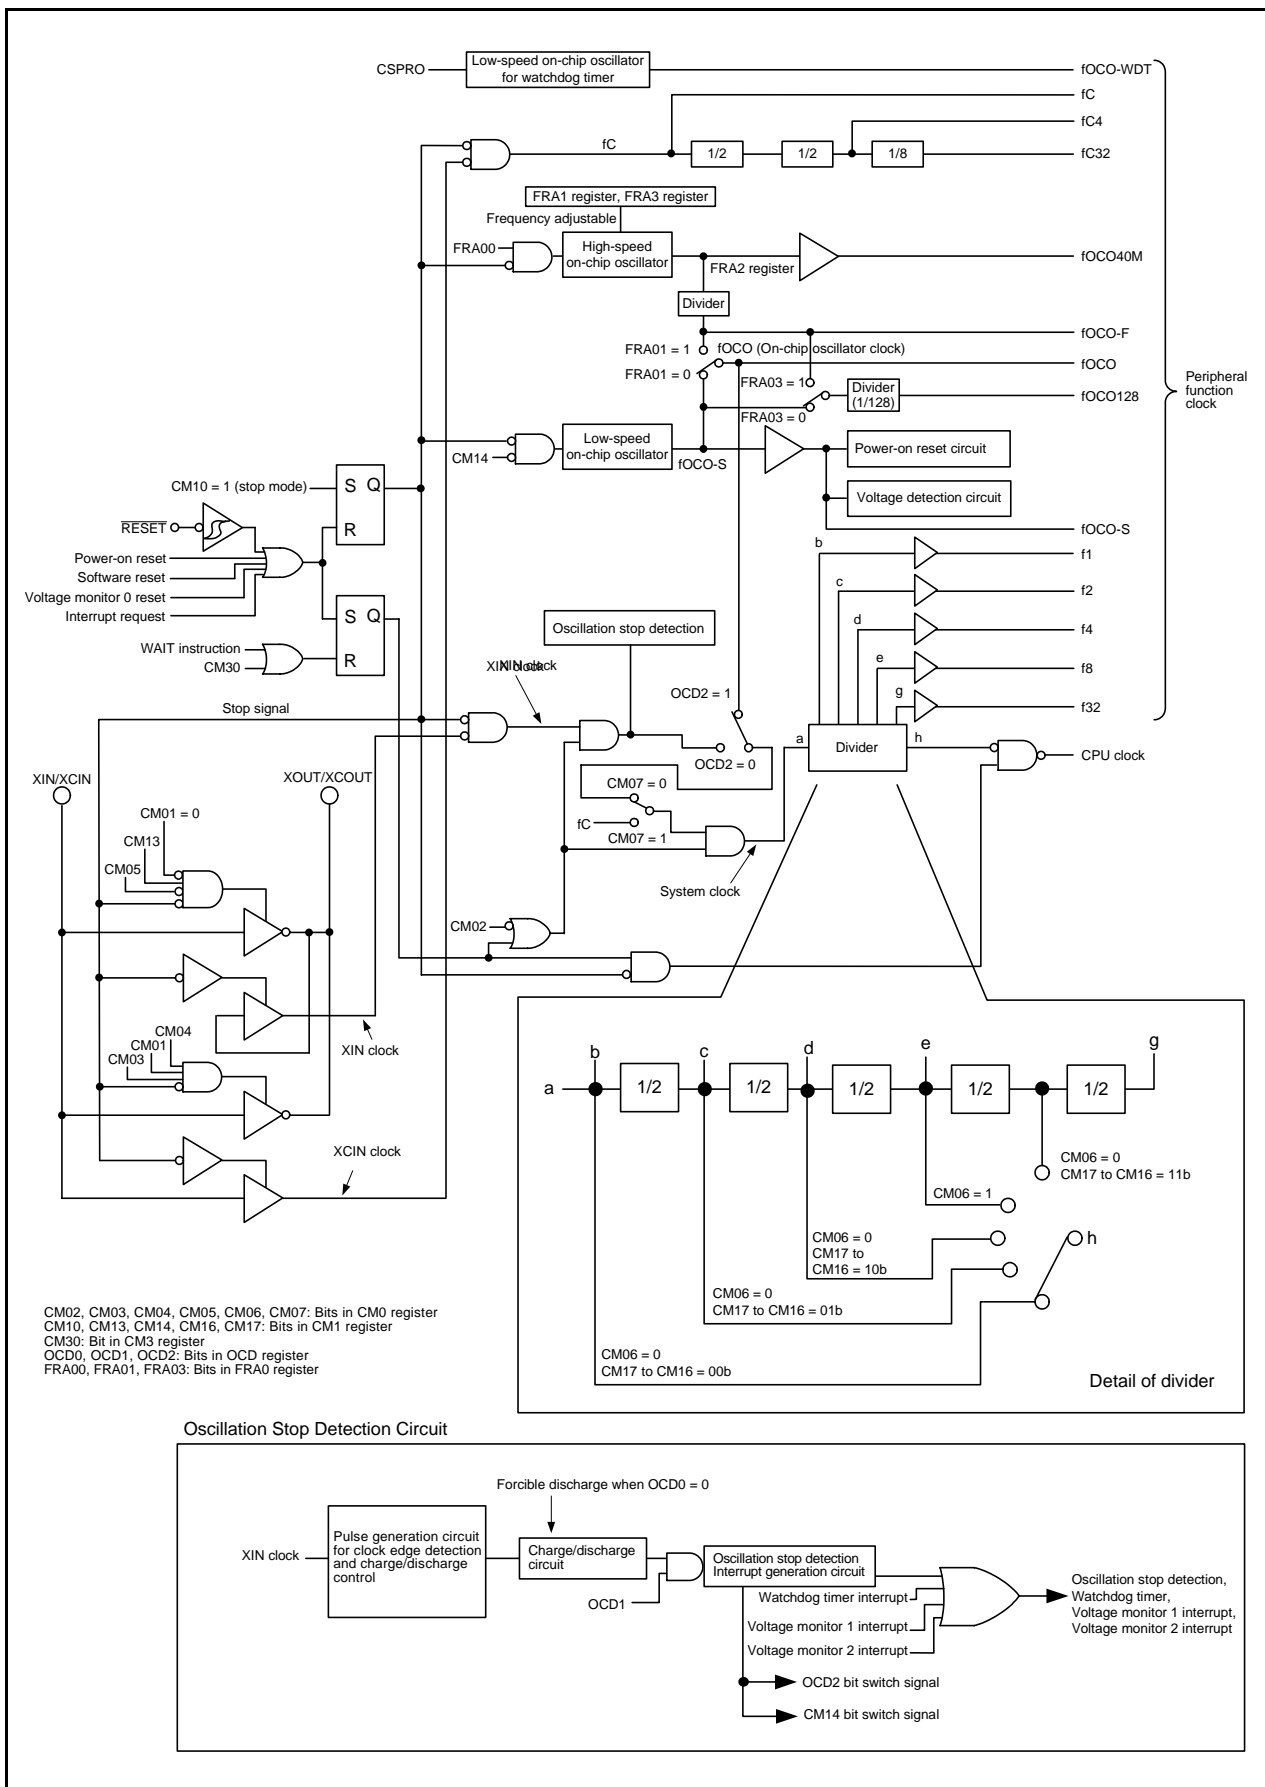 CSPRO
Low-speed on-chip oscillator
for watchdog timer
fOCO-WDT
fC
fC4
fC
1/2
1/2
1/8
fC32
FRA1 register, FRA3 register
Frequency adjustable
FRA00
High-speed
on-chip oscillator
FRA2 register
fOCO40M
Divider
fOCO-F
FRA01 = 1
fOCO (On-chip oscillator clock)
fOCO
FRA01 = 0
FRA03 = 1
Divider
(1/128)
fOCO128
FRA03 = 0
Peripheral
function
clock
CM14
Low-speed
on-chip oscillator
fOCO-S
Power-on reset circuit
Voltage detection circuit
fOCO-S
CM10 = 1 (stop mode)
S
Q
R
RESET
Power-on reset
Software reset
Voltage monitor 0 reset
Interrupt request
S
Q
R
WAIT instruction
CM30
b
f1
c
f2
d
f4
e
f8
g
f32
Oscillation stop detection
XIN clock
XIN clock
Stop signal
OCD2 = 1
OCD2 = 0
a
Divider
h
CPU clock
XIN/XCIN
XOUT/XCOUT
CM07 = 0
fC
CM07 = 1
System clock
CM01 = 0
CM13
CM05
CM02
XIN clock
CM04
CM01
CM03
XCIN clock
a
b
1/2
c
1/2
d
1/2
e
1/2
1/2
g
CM06 = 0
CM17 to CM16 = 11b
CM06 = 1
CM06 = 0
CM17 to
CM16 = 10b
h
CM06 = 0
CM17 to CM16 = 01b
CM06 = 0
CM17 to CM16 = 00b
Detail of divider
CM02, CM03, CM04, CM05, CM06, CM07: Bits in CM0 register
CM10, CM13, CM14, CM16, CM17: Bits in CM1 register
CM30: Bit in CM3 register
OCD0, OCD1, OCD2: Bits in OCD register
FRA00, FRA01, FRA03: Bits in FRA0 register
Oscillation Stop Detection Circuit
Forcible discharge when OCD0 = 0
XIN clock
Pulse generation circuit
for clock edge detection
and charge/discharge
control
Charge/discharge
circuit
OCD1
Oscillation stop detection
Interrupt generation circuit
Watchdog timer interrupt
Voltage monitor 1 interrupt
Voltage monitor 2 interrupt
Oscillation stop detection,
Watchdog timer,
Voltage monitor 1 interrupt,
Voltage monitor 2 interrupt
OCD2 bit switch signal
CM14 bit switch signal